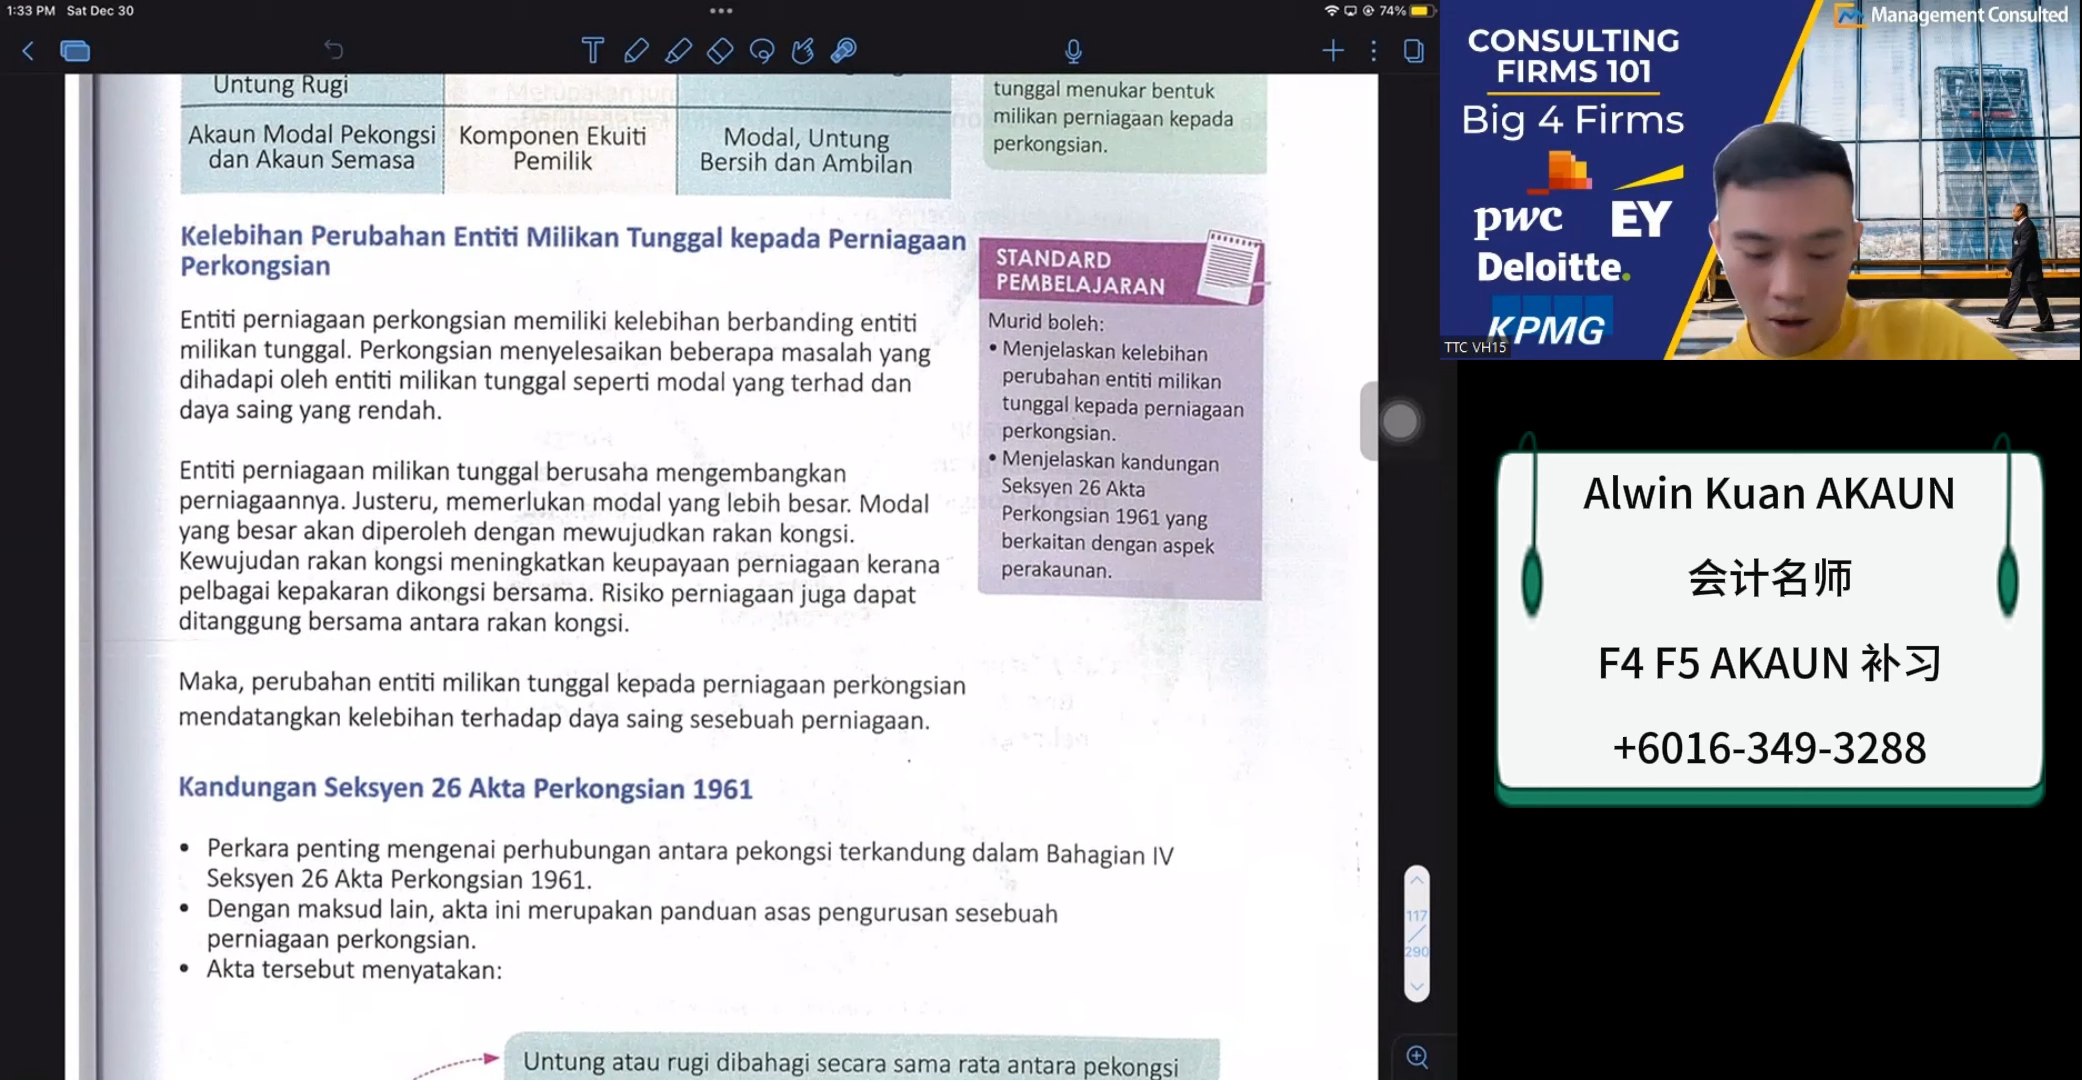 1:33 PM Sat Dec 30
74%
Untung Rugi
Akaun Modal Pekongsi
dan Akaun Semasa
Komponen Ekuiti
Pemilik
Modal, Untung
Bersih dan Ambilan
tunggal menukar bentuk
milikan perniagaan kepada
perkongsian.
Kelebihan Perubahan Entiti Milikan Tunggal kepada Perniagaan
Perkongsian
Entiti perniagaan perkongsian memiliki kelebihan berbanding entiti
milikan tunggal. Perkongsian menyelesaikan beberapa masalah yang
dihadapi oleh entiti milikan tunggal seperti modal yang terhad dan
daya saing yang rendah.
Entiti perniagaan milikan tunggal berusaha mengembangkan
perniagaannya. Justeru, memerlukan modal yang lebih besar. Modal
yang besar akan diperoleh dengan mewujudkan rakan kongsi.
Kewujudan rakan kongsi meningkatkan keupayaan perniagaan kerana
pelbagai kepakaran dikongsi bersama. Risiko perniagaan juga dapat
ditanggung bersama antara rakan kongsi.
Maka, perubahan entiti milikan tunggal kepada perniagaan perkongsian
mendatangkan kelebihan terhadap daya saing sesebuah perniagaan.
STANDARD
PEMBELAJARAN
Murid boleh:
• Menjelaskan kelebihan
perubahan entiti milikan
tunggal kepada perniagaan
perkongsian.
• Menjelaskan kandungan
Seksyen 26 Akta
Perkongsian 1961 yang
berkaitan dengan aspek
perakaunan.
Kandungan Seksyen 26 Akta Perkongsian 1961
• Perkara penting mengenai perhubungan antara pekongsi terkandung dalam Bahagian IV
Seksyen 26 Akta Perkongsian 1961.
• Dengan maksud lain, akta ini merupakan panduan asas pengurusan sesebuah
perniagaan perkongsian.
• Akta tersebut menyatakan:
Untung atau rugi dibahagi secara sama rata antara pekongsi
117
290
Management Consulted
CONSULTING
FIRMS 101
Big 4 Firms
pwc
EY
Deloitte.
KPMG
TTC VH15
Alwin Kuan AKAUN
会计名师
F4 F5 AKAUN 补习
+6016-349-3288